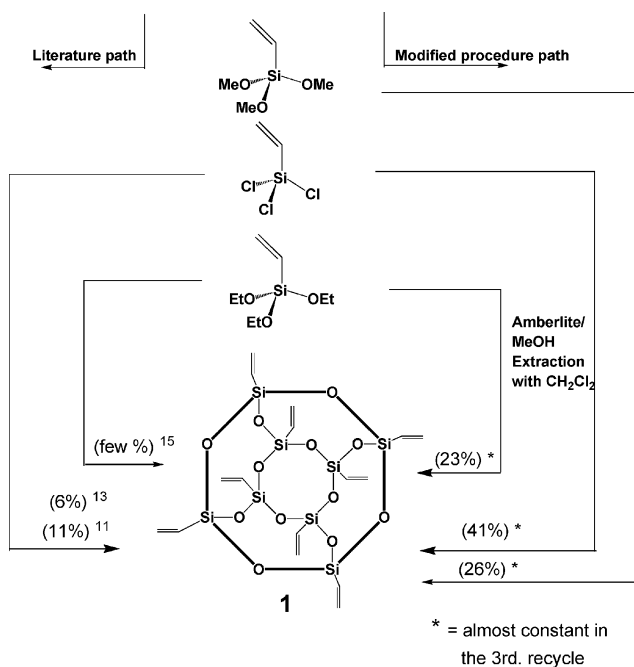 Literature path
Modified procedure path
Si
MeO OMe
MeO
Si
Cl Cl
Cl
Si
EtO OEt
EtO
Amberlite/
MeOH
Extraction
with CH₂Cl₂
Si O
O
O Si O O Si
(few %) ¹⁵
O Si
(23%) *
Si O
(6%) ¹³
Si O O Si O
(11%) ¹¹
O
(41%) *
O Si
(26%) *
1
* = almost constant in
the 3rd. recycle